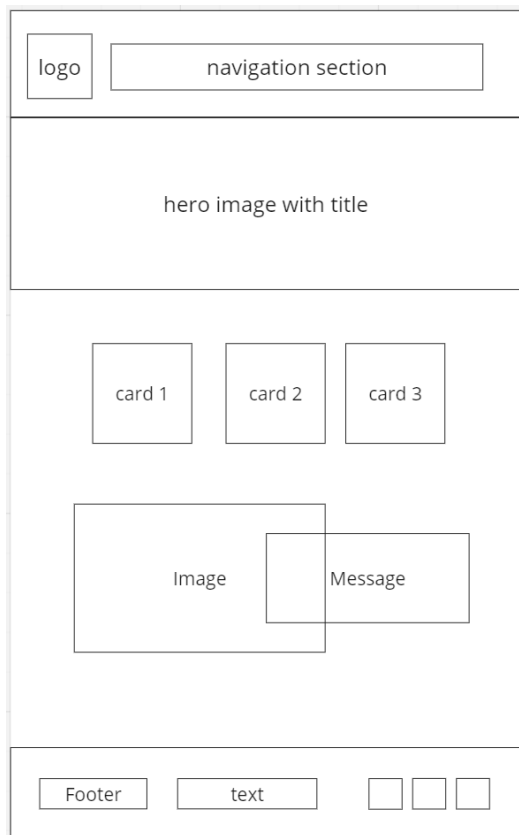 logo
navigation section
hero image with title
card 1
card 2
card 3
Image
Message
Footer
text